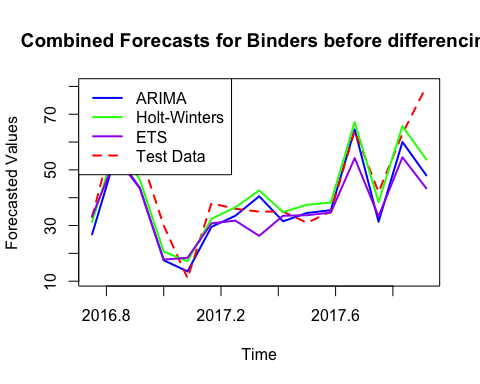 Combined Forecasts for Binders before differencin
ARIMA
Holt-Winters
ETS
Test Data
Forecasted Values
70
50
30
10
2016.8 2017.2 2017.6
Time